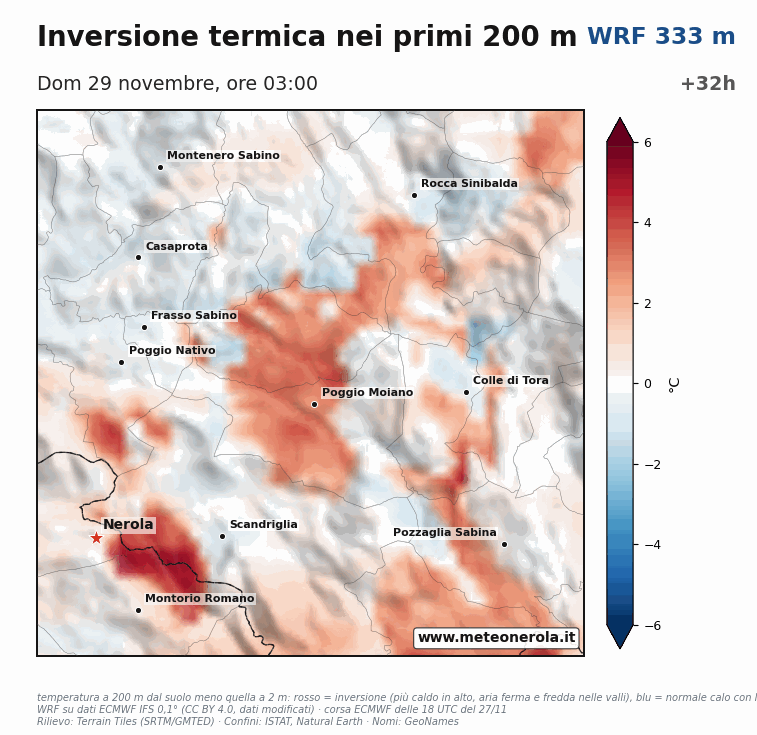 Inversione termica nei primi 200 m WRF 333 m
Dom 29 novembre, ore 03:00 +32h
Montenero Sabino
Rocca Sinibalda
Casaprota
Frasso Sabino
Poggio Nativo
Colle di Tora
Poggio Moiano
Nerola
Scandriglia
Pozzaglia Sabina
Montorio Romano
www.meteonerola.it
6
4
2
0
−2
−4
−6
°C
temperatura a 200 m dal suolo meno quella a 2 m: rosso = inversione (più caldo in alto, aria ferma e fredda nelle valli), blu = normale calo con l
WRF su dati ECMWF IFS 0,1° (CC BY 4.0, dati modificati) · corsa ECMWF delle 18 UTC del 27/11
Rilievo: Terrain Tiles (SRTM/GMTED) · Confini: ISTAT, Natural Earth · Nomi: GeoNames